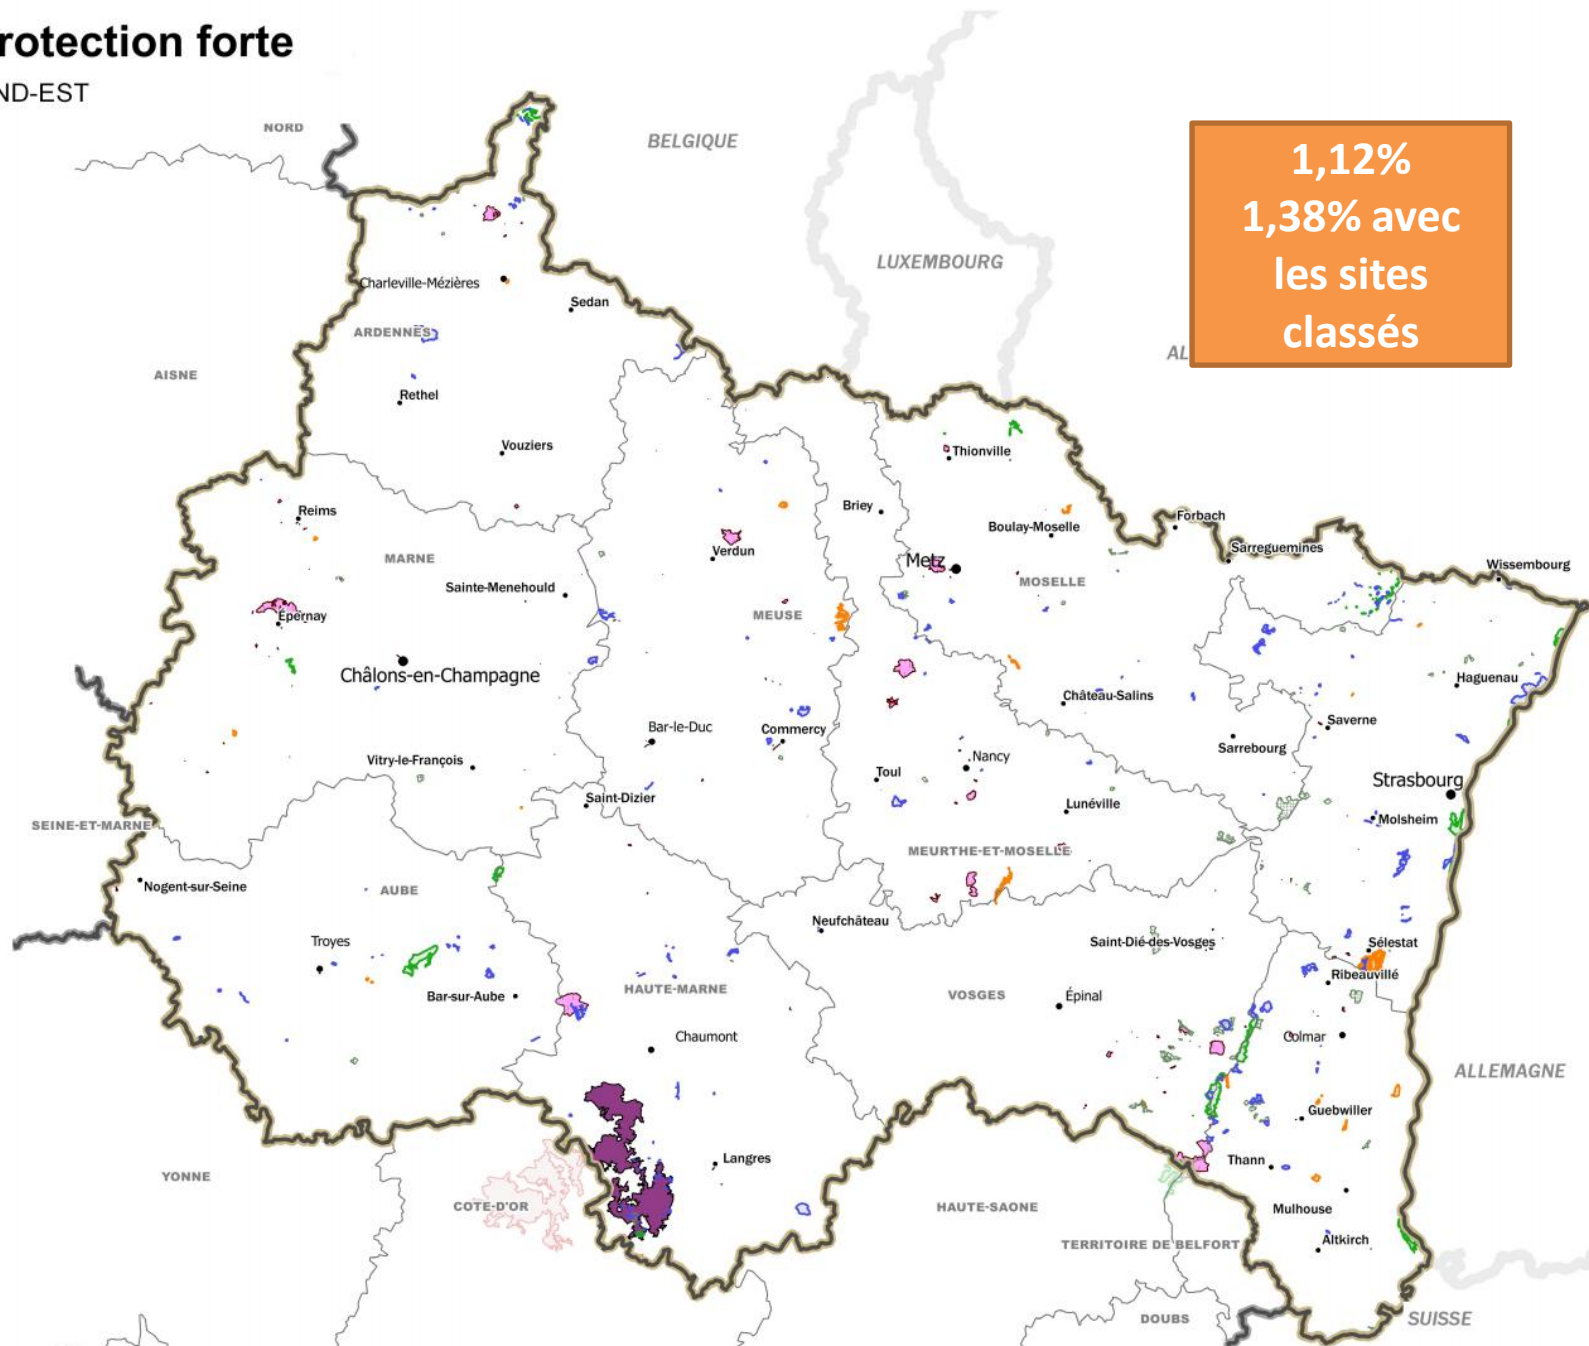 rotection forte
ND-EST
NORD
BELGIQUE
1,12%
1,38% avec
les sites
classés
LUXEMBOURG
Charleville-Mézières
Sedan
ARDENNES
AL
AISNE
Rethel
Vouziers
Thionville
Reims
Briey
Boulay-Moselle
Forbach
Sarreguemines
Verdun
Metz
MARNE
Wissembourg
Sainte-Menehould
MOSELLE
Épernay
MEUSE
Châlons-en-Champagne
Haguenau
Château-Salins
Bar-le-Duc
Commercy
Saverne
Sarrebourg
Vitry-le-François
Nancy
Toul
Strasbourg
Saint-Dizier
Lunéville
Molsheim
SEINE-ET-MARNE
MEURTHE-ET-MOSELLE
Nogent-sur-Seine
AUBE
Neufchâteau
Troyes
Saint-Dié-des-Vosges
Sélestat
Ribeauvillé
HAUTE-MARNE
VOSGES
Épinal
Bar-sur-Aube
Chaumont
Colmar
ALLEMAGNE
Guebwiller
Langres
Thann
YONNE
COTE-D'OR
HAUTE-SAONE
Mulhouse
TERRITOIRE DE BELFORT
Altkirch
DOUBS
SUISSE